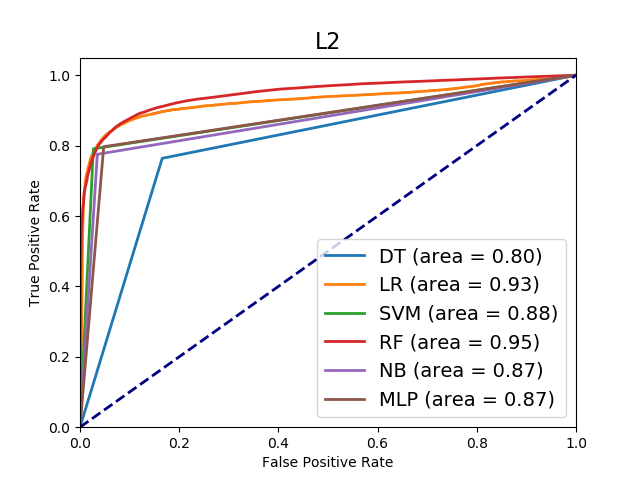 L2
True Positive Rate
1.0
0.8
0.6
0.4
0.2
0.0
DT (area = 0.80)
LR (area = 0.93)
SVM (area = 0.88)
RF (area = 0.95)
NB (area = 0.87)
MLP (area = 0.87)
0.0 0.2 0.4 0.6 0.8 1.0
False Positive Rate